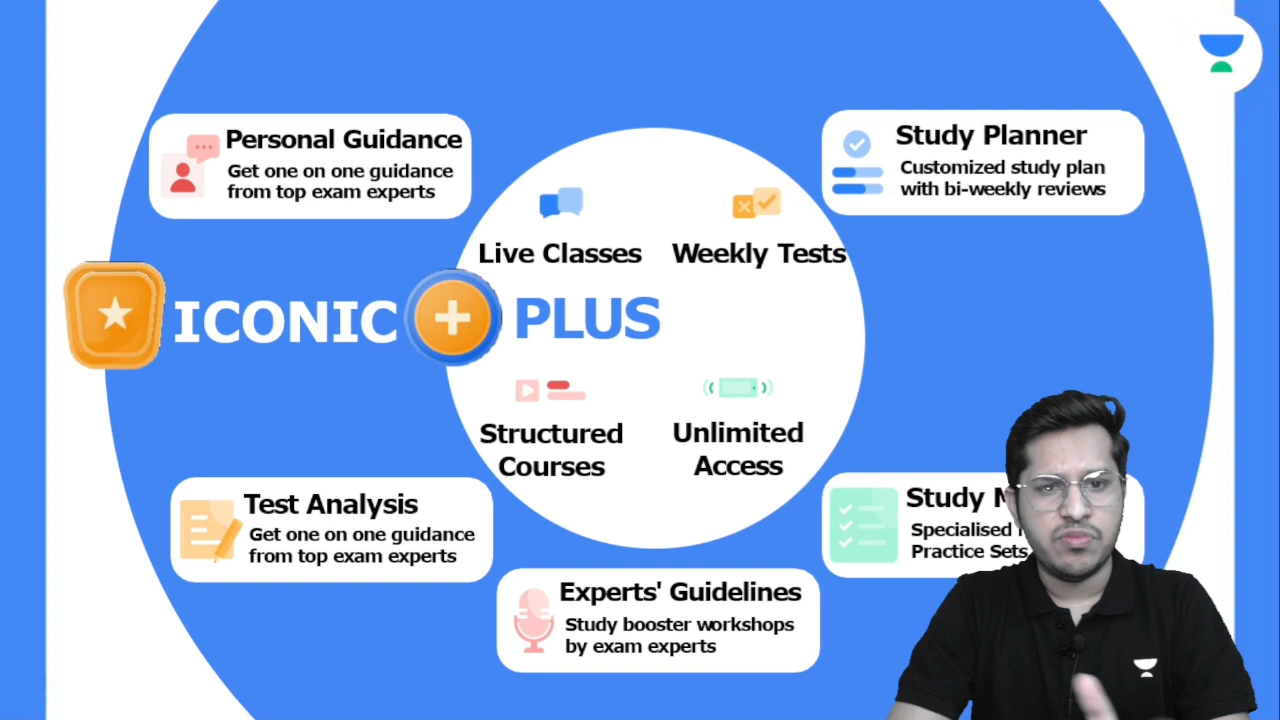 Personal Guidance
Get one on one guidance
from top exam experts
Study Planner
Customized study plan
with bi-weekly reviews
Live Classes
Weekly Tests
ICONIC
PLUS
Structured
Courses
Unlimited
Access
Test Analysis
Get one on one guidance
from top exam experts
Study
Specialised
Practice Sets
Experts' Guidelines
Study booster workshops
by exam experts